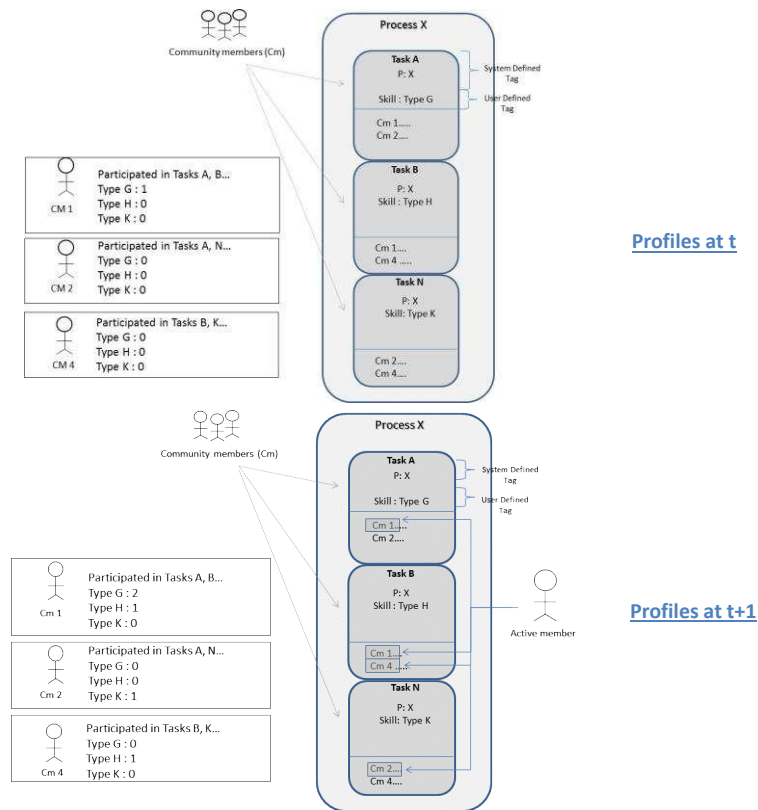 Process X
Community members (Cm)
Task A
P: X
Skill : Type G
Cm 1.....
Cm 2....
System Defined
Tag
User Defined
Tag
Task B
P: X
Skill : Type H
Cm 1....
Cm 4 .....
Task N
P: X
Skill: Type K
Cm 2....
Cm 4....
CM 1
Participated in Tasks A, B...
Type G : 1
Type H : 0
Type K : 0
CM 2
Participated in Tasks A, N...
Type G : 0
Type H : 0
Type K : 0
CM 4
Participated in Tasks B, K...
Type G : 0
Type H : 0
Type K : 0
Profiles at t
Process X
Community members (Cm)
Task A
P: X
Skill : Type G
Cm 1.....
Cm 2....
System Defined
Tag
User Defined
Tag
Task B
P: X
Skill : Type H
Cm 1....
Cm 4 .....
Task N
P: X
Skill: Type K
Cm 2....
Cm 4....
Cm 1
Participated in Tasks A, B...
Type G : 2
Type H : 1
Type K : 0
Cm 2
Participated in Tasks A, N...
Type G : 0
Type H : 0
Type K : 1
Cm 4
Participated in Tasks B, K...
Type G : 0
Type H : 1
Type K : 0
Active member
Profiles at t+1